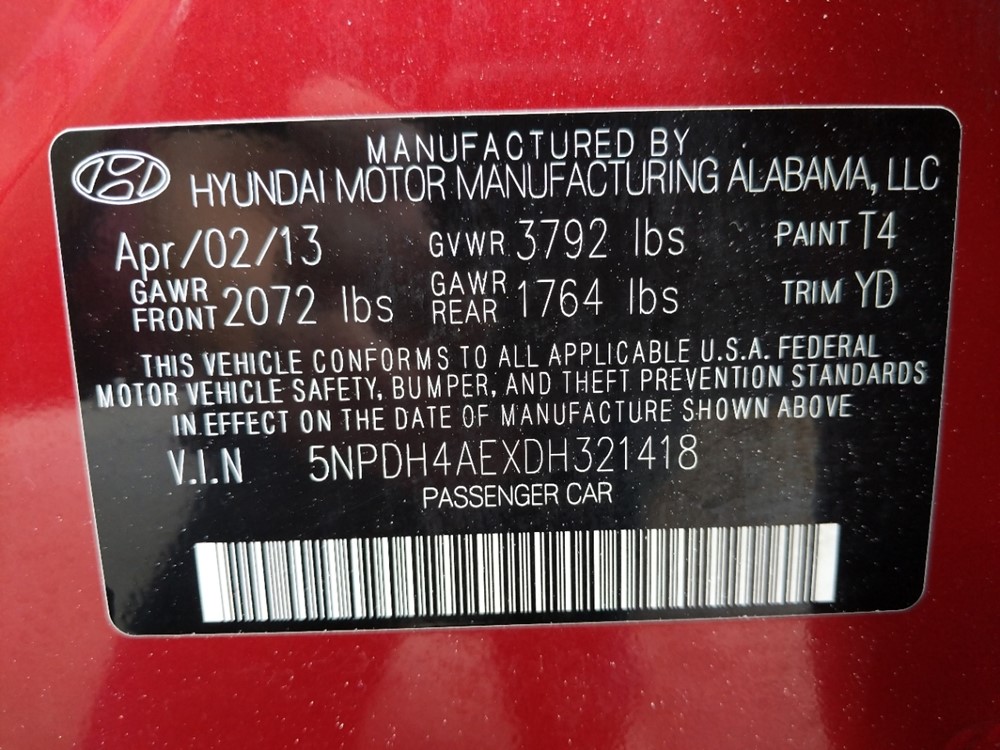 MANUFACTURED BY
HYUNDAI MOTOR MANUFACTURING ALABAMA, LLC
Apr/02/13 GVWR 3792 lbs PAINT T4
GAWR FRONT 2072 lbs GAWR REAR 1764 lbs TRIM YD
THIS VEHICLE CONFORMS TO ALL APPLICABLE U.S.A. FEDERAL
MOTOR VEHICLE SAFETY, BUMPER, AND THEFT PREVENTION STANDARDS
IN EFFECT ON THE DATE OF MANUFACTURE SHOWN ABOVE
V.I.N 5NPDH4AEXDH321418
PASSENGER CAR